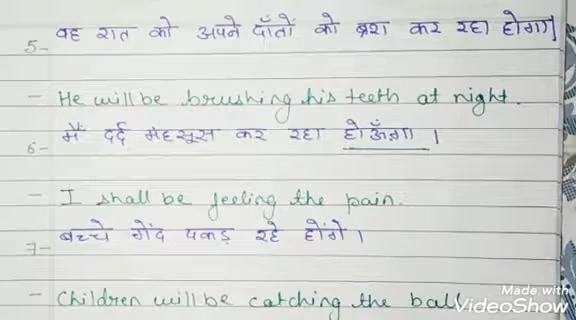 5- वह रात को अपने दाँतों को ब्रश कर रहा होगा।
- He will be brushing his teeth at night.
6- मैं दर्द महसूस कर रहा होऊँगा।
- I shall be feeling the pain.
7- बच्चे गेंद पकड़ रहे होंगे।
- Children will be catching the ball
Made with
VideoShow